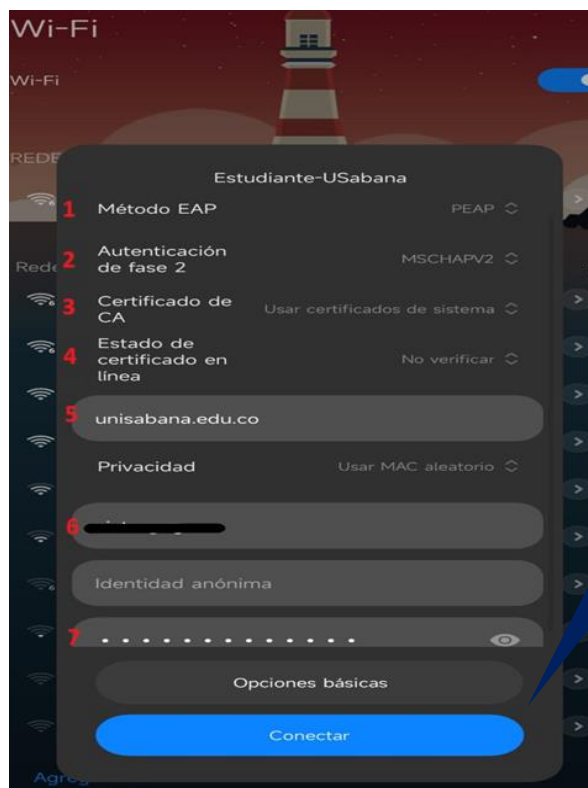 Wi-Fi
Wi-Fi
REDE
Estudiante-USabana
1 Método EAP PEAP
2 Autenticación de fase 2 MSCHAPV2
Rede
3 Certificado de CA Usar certificados de sistema
4 Estado de certificado en línea No verificar
5 unisabana.edu.co
Privacidad Usar MAC aleatorio
6
Identidad anónima
7
Opciones básicas
Conectar
Agre